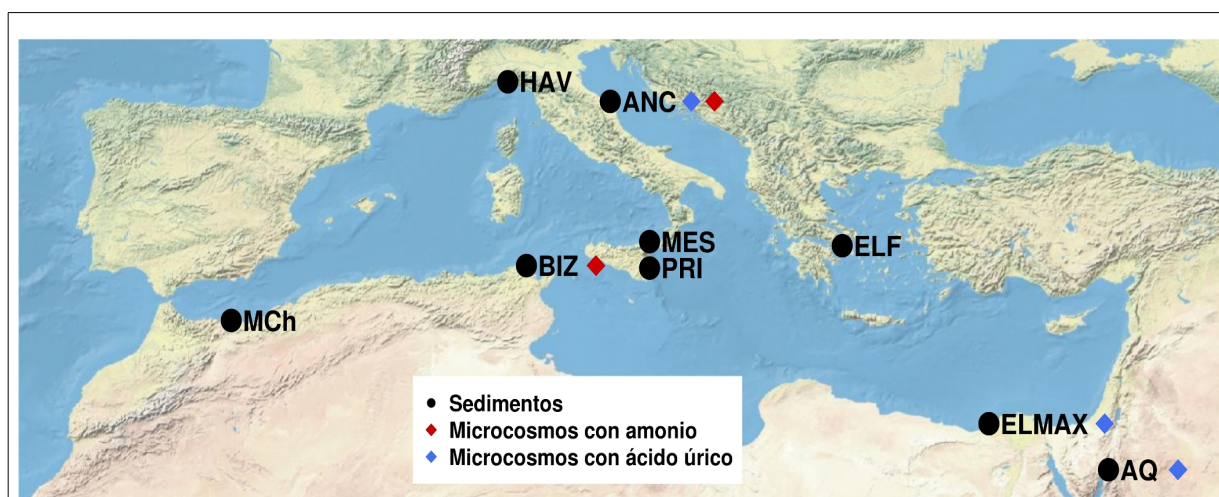 HAV
ANC
MES
BIZ
PRI
ELF
MCh
Sedimentos
Microcosmos con amonio
Microcosmos con ácido úrico
ELMAX
AQ